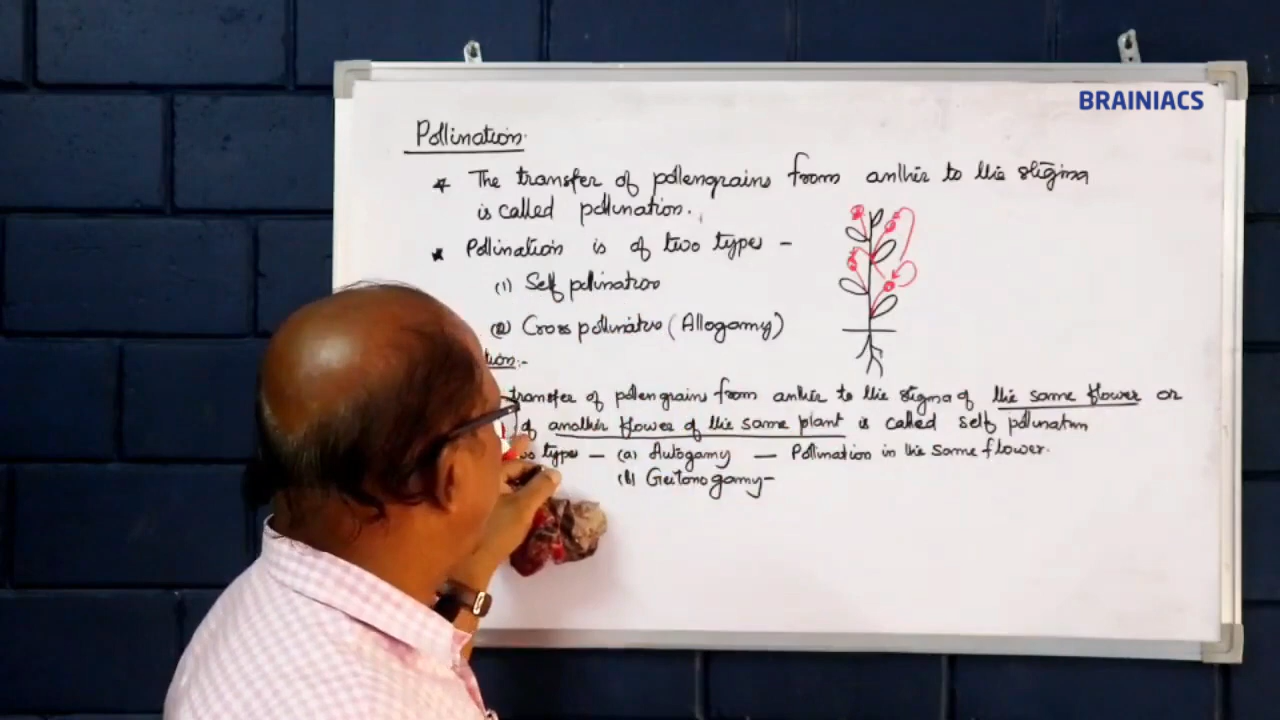 BRAINIACS
Pollination.
* The transfer of pollengrains from anther to the stigma
is called pollination.
* Pollination is of two types -
(1) Self pollination
(2) Cross pollination (Allogamy)
tion:-
transfer of pollengrains from anther to the stigma of the same flower or
of another flower of the same plant is called self pollination
two types - (a) Autogamy - Pollination in the same flower.
(b) Geitonogamy-